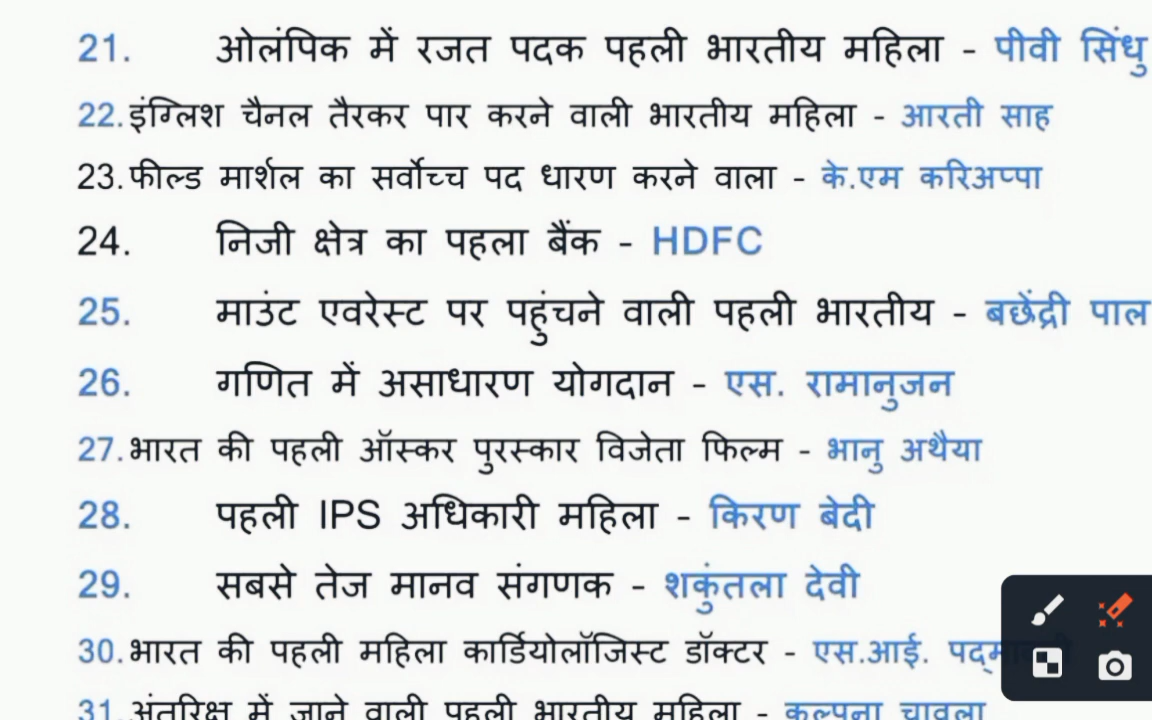 21. ओलंपिक में रजत पदक पहली भारतीय महिला - पीवी सिंधु
22. इंग्लिश चैनल तैरकर पार करने वाली भारतीय महिला - आरती साह
23. फील्ड मार्शल का सर्वोच्च पद धारण करने वाला - के.एम करिअप्पा
24. निजी क्षेत्र का पहला बैंक - HDFC
25. माउंट एवरेस्ट पर पहुंचने वाली पहली भारतीय - बछेंद्री पाल
26. गणित में असाधारण योगदान - एस. रामानुजन
27. भारत की पहली ऑस्कर पुरस्कार विजेता फिल्म - भानु अथैया
28. पहली IPS अधिकारी महिला - किरण बेदी
29. सबसे तेज मानव संगणक - शकुंतला देवी
30. भारत की पहली महिला कार्डियोलॉजिस्ट डॉक्टर - एस.आई.
31. अंतरिक्ष में जाने वाली पहली भारतीय महिला - कल्पना चावला